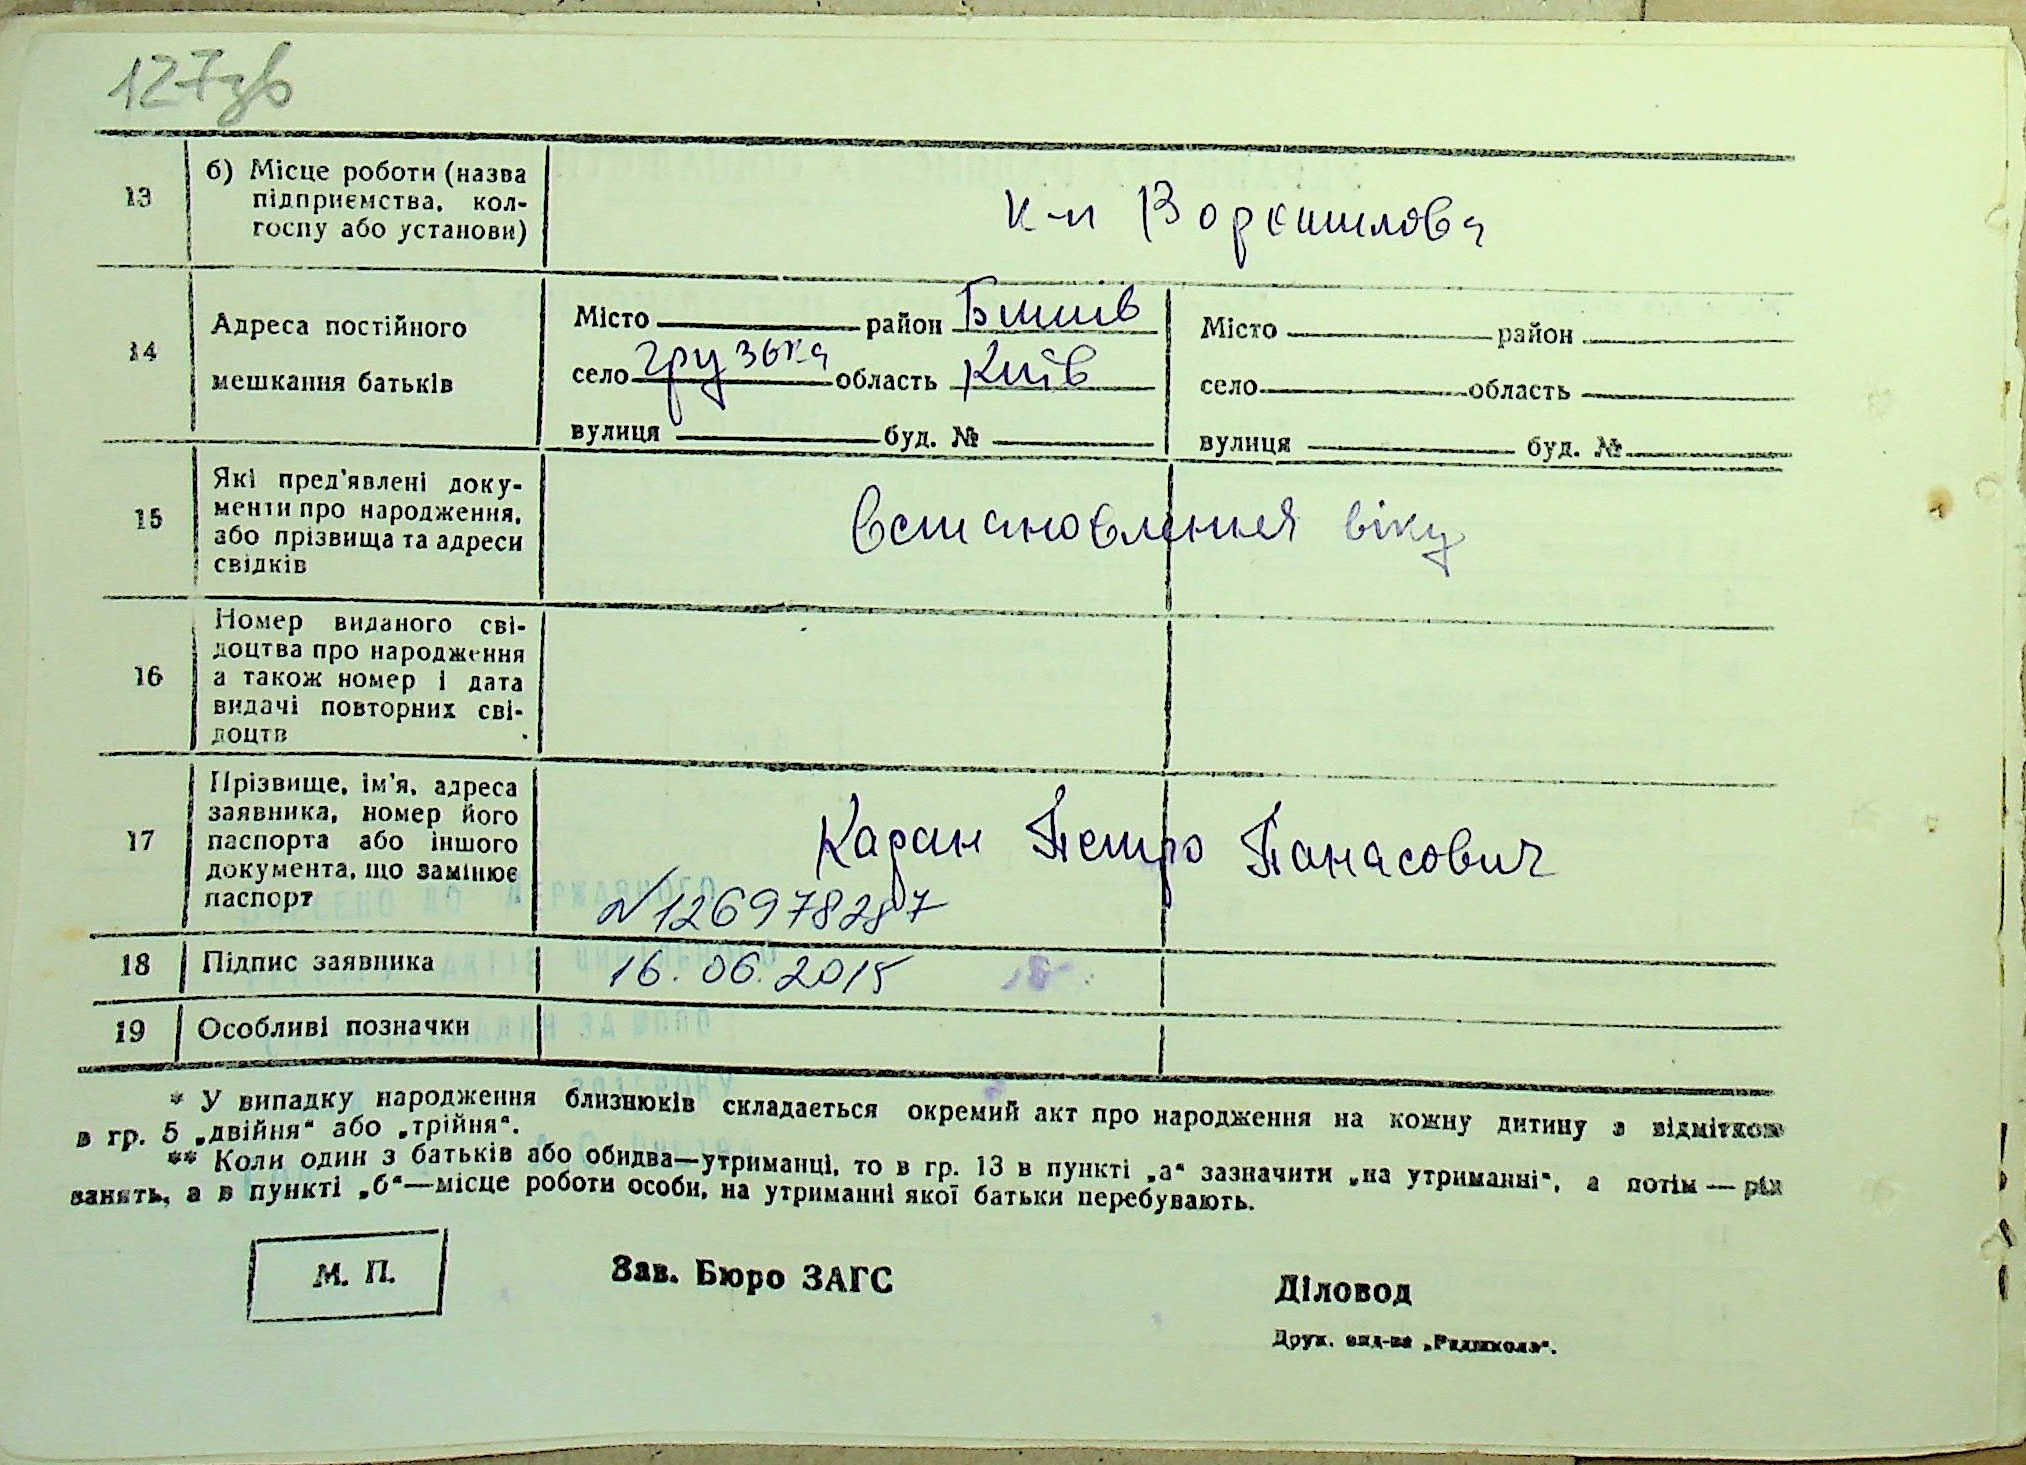 127зв
13
б) Місце роботи (назва
підприємства, кол-
госпу або установи)
к-п Ворошилова
14
Адреса постійного
мешкання батьків
Місто район Бишів
село Грузька область Київ
вулиця буд. №
Місто район
село область
вулиця буд. №
15
Які пред'явлені доку-
менти про народження,
або прізвища та адреси
свідків
встановлення віку
16
Номер виданого сві-
доцтва про народження
а також номер і дата
видачі повторних сві-
доцтв
17
Прізвище, ім'я, адреса
заявника, номер його
паспорта або іншого
документа, що замінює
паспорт
Кадан Петро Панасович
№126978287
18
Підпис заявника
16.06.2015
19
Особливі позначки
* У випадку народження близнюків складається окремий акт про народження на кожну дитину з відміткою
в гр. 5 „двійня“ або „трійня“.
** Коли один з батьків або обидва—утриманці, то в гр. 13 в пункті „а“ зазначити „на утриманні“, а потім — рід
занять, а в пункті „б“—місце роботи особи, на утриманні якої батьки перебувають.
М. П.
Зав. Бюро ЗАГС
Діловод
Друк. вид-ва „Радшкола“.